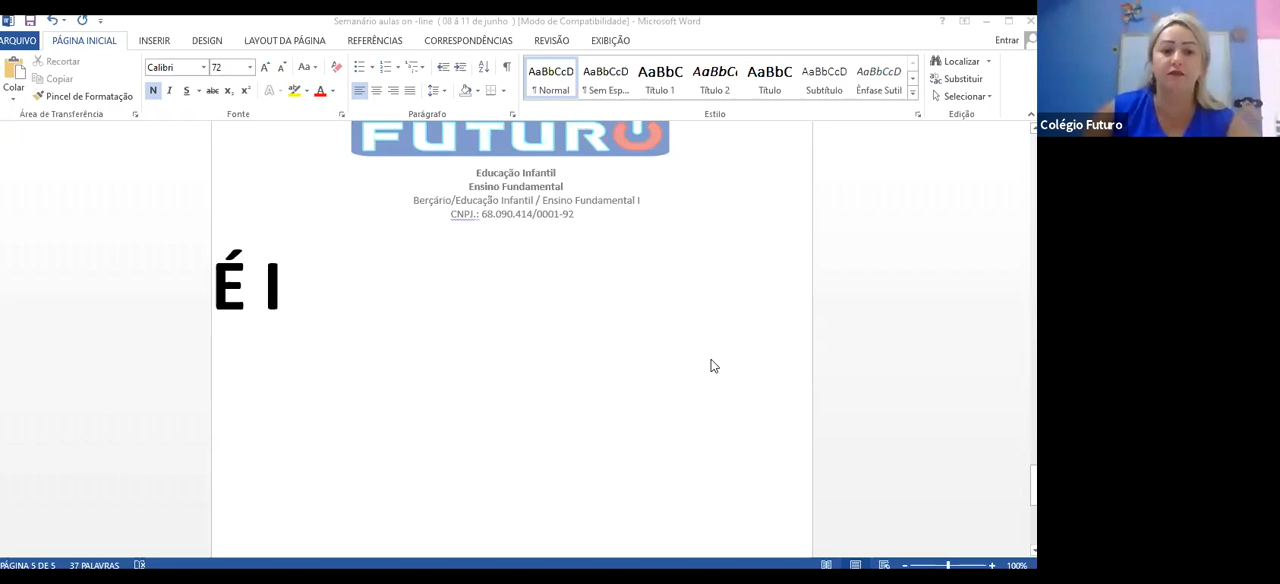 Semanário aulas on -line ( 08 á 11 de junho ) [Modo de Compatibilidade] - Microsoft Word
ARQUIVO PÁGINA INICIAL INSERIR DESIGN LAYOUT DA PÁGINA REFERÊNCIAS CORRESPONDÊNCIAS REVISÃO EXIBIÇÃO Entrar
Colar
Recortar
Copiar
Pincel de Formatação
Área de Transferência
Calibri 72
Fonte
Parágrafo
AaBbCcD AaBbCcD AaBbC AaBbC AaBbC AaBbCcD AaBbCcD
¶ Normal ¶ Sem Esp... Título 1 Título 2 Título Subtítulo Ênfase Sutil
Estilo
Localizar
Substituir
Selecionar
Edição
Colégio Futuro
FUTURO
Educação Infantil
Ensino Fundamental
Berçário/Educação Infantil / Ensino Fundamental I
CNPJ.: 68.090.414/0001-92
É I
PÁGINA 5 DE 5 37 PALAVRAS 100%